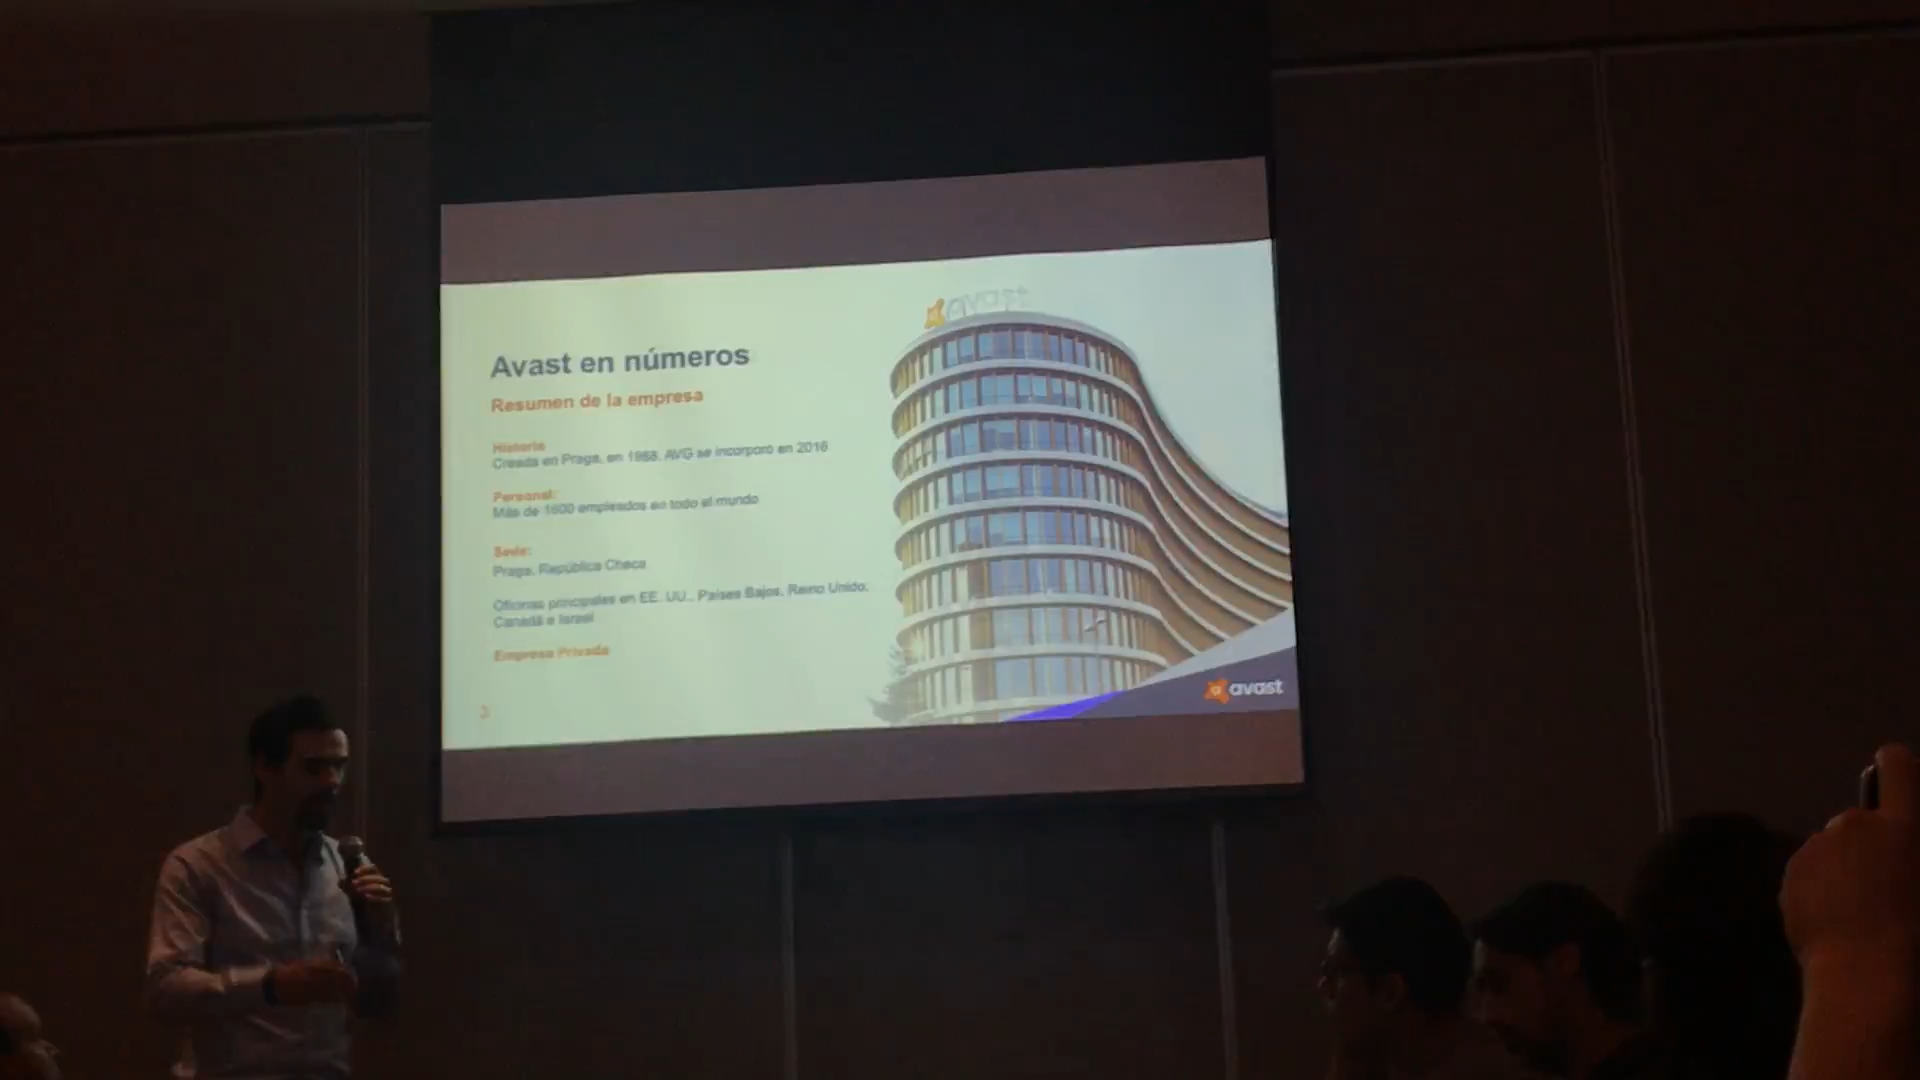 avast
Avast en números
Resumen de la empresa
Historia
Creada en Praga, en 1988. AVG se incorporó en 2016
Personal:
Más de 1600 empleados en todo el mundo
Sede:
Praga, República Checa
Oficinas principales en EE. UU., Países Bajos, Reino Unido,
Canadá e Israel
Empresa Privada
3
avast